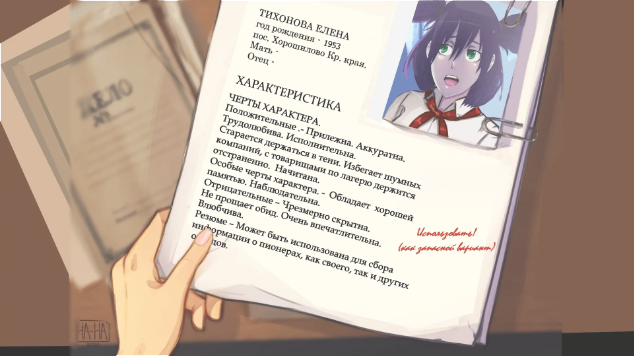 ТИХОНОВА ЕЛЕНА
год рождения - 1953
пос. Хорошилово Кр. края.
Мать -
Отец -
ХАРАКТЕРИСТИКА
ЧЕРТЫ ХАРАКТЕРА.
Положительные .- Прилежна. Аккуратна.
Трудолюбива. Исполнительна.
Старается держаться в тени. Избегает шумных
компаний, с товарищами по лагерю держится
отстраненно. Начитана.
Особые черты характера. - Обладает хорошей
памятью. Наблюдательна.
Отрицательные – Чрезмерно скрытна.
Не прощает обид. Очень впечатлительна.
Влюбчива.
Резюме – Может быть использована для сбора
информации о пионерах, как своего, так и других
Использовать!
(как запасной вариант)
ДЕЛО
№
НА-НА